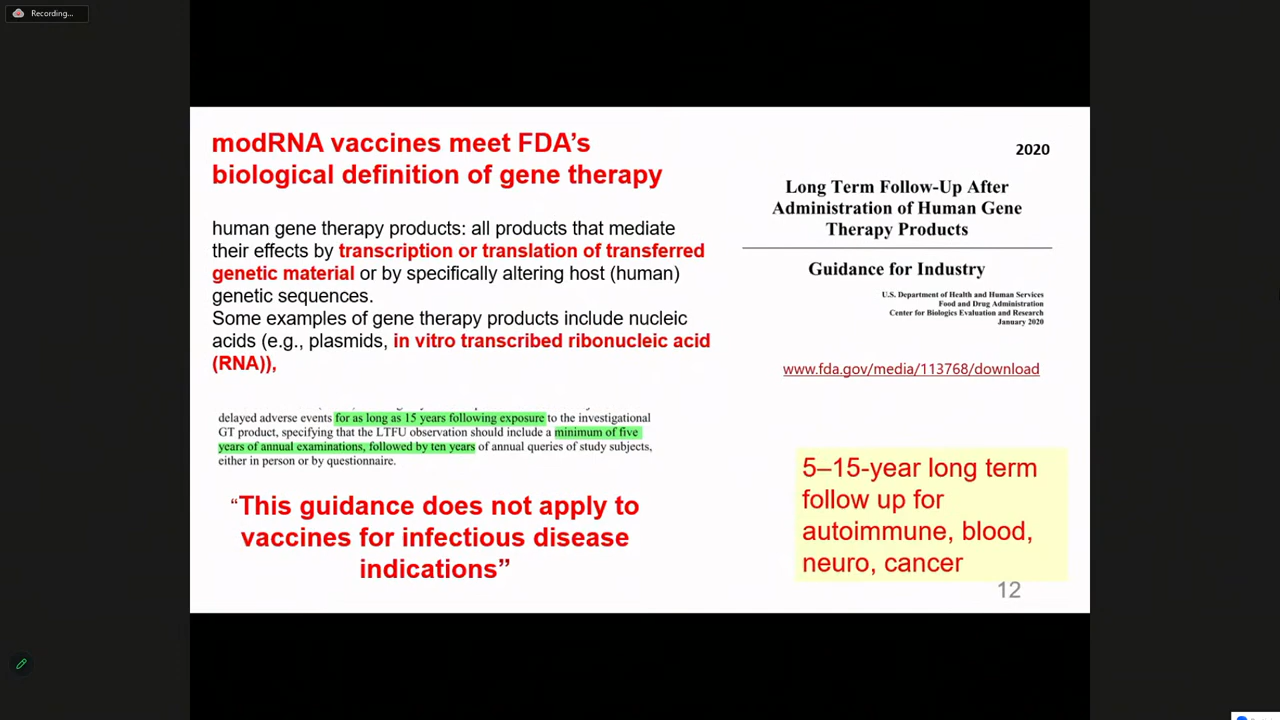 Recording...
modRNA vaccines meet FDA's
biological definition of gene therapy
human gene therapy products: all products that mediate
their effects by transcription or translation of transferred
genetic material or by specifically altering host (human)
genetic sequences.
Some examples of gene therapy products include nucleic
acids (e.g., plasmids, in vitro transcribed ribonucleic acid
(RNA)),
delayed adverse events for as long as 15 years following exposure to the investigational
GT product, specifying that the LTFU observation should include a minimum of five
years of annual examinations, followed by ten years of annual queries of study subjects,
either in person or by questionnaire.
“This guidance does not apply to
vaccines for infectious disease
indications”
2020
Long Term Follow-Up After
Administration of Human Gene
Therapy Products
Guidance for Industry
U.S. Department of Health and Human Services
Food and Drug Administration
Center for Biologics Evaluation and Research
January 2020
www.fda.gov/media/113768/download
5–15-year long term
follow up for
autoimmune, blood,
neuro, cancer
12